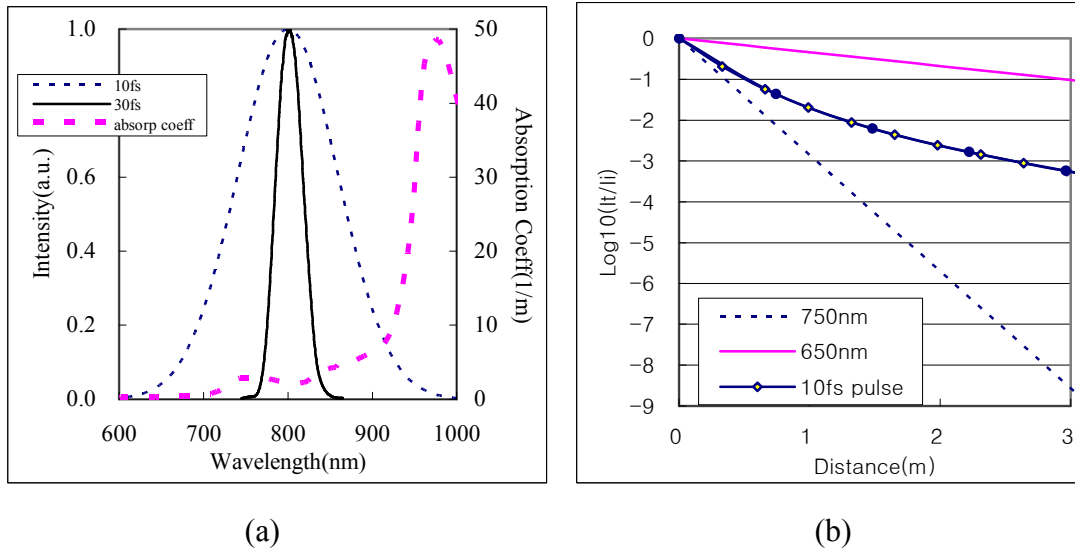 1.0
0.8
0.6
0.4
0.2
0.0
Intensity(a.u.)
10fs
30fs
absorp coeff
50
40
30
20
10
0
Absorption Coeff(1/m)
600 700 800 900 1000
Wavelength(nm)
(a)
0
-1
-2
-3
-4
-5
-6
-7
-8
-9
Log10(It/Ii)
750nm
650nm
10fs pulse
0 1 2 3
Distance(m)
(b)